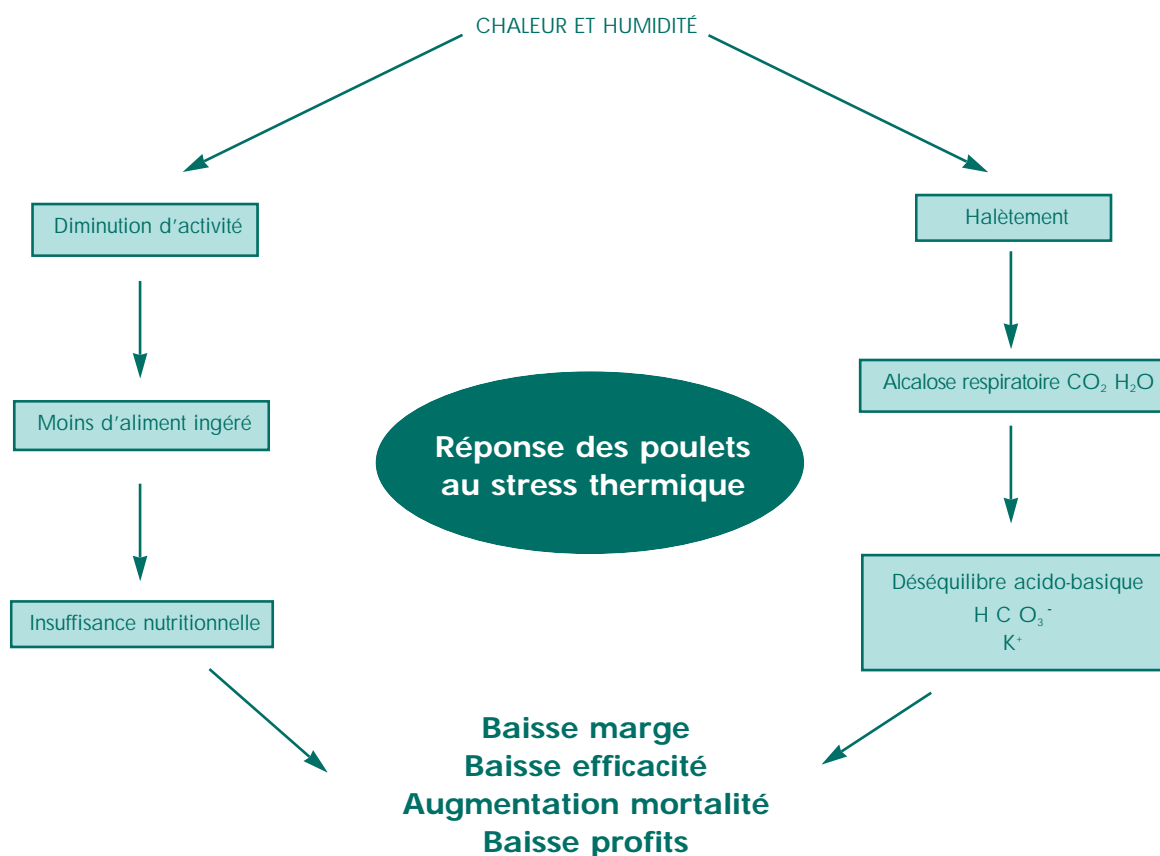 CHALEUR ET HUMIDITÉ
Diminution d'activité
Halètement
Moins d'aliment ingéré
Alcalose respiratoire CO₂ H₂O
Réponse des poulets
au stress thermique
Insuffisance nutritionnelle
Déséquilibre acido-basique
H C O₃⁻
K⁺
Baisse marge
Baisse efficacité
Augmentation mortalité
Baisse profits